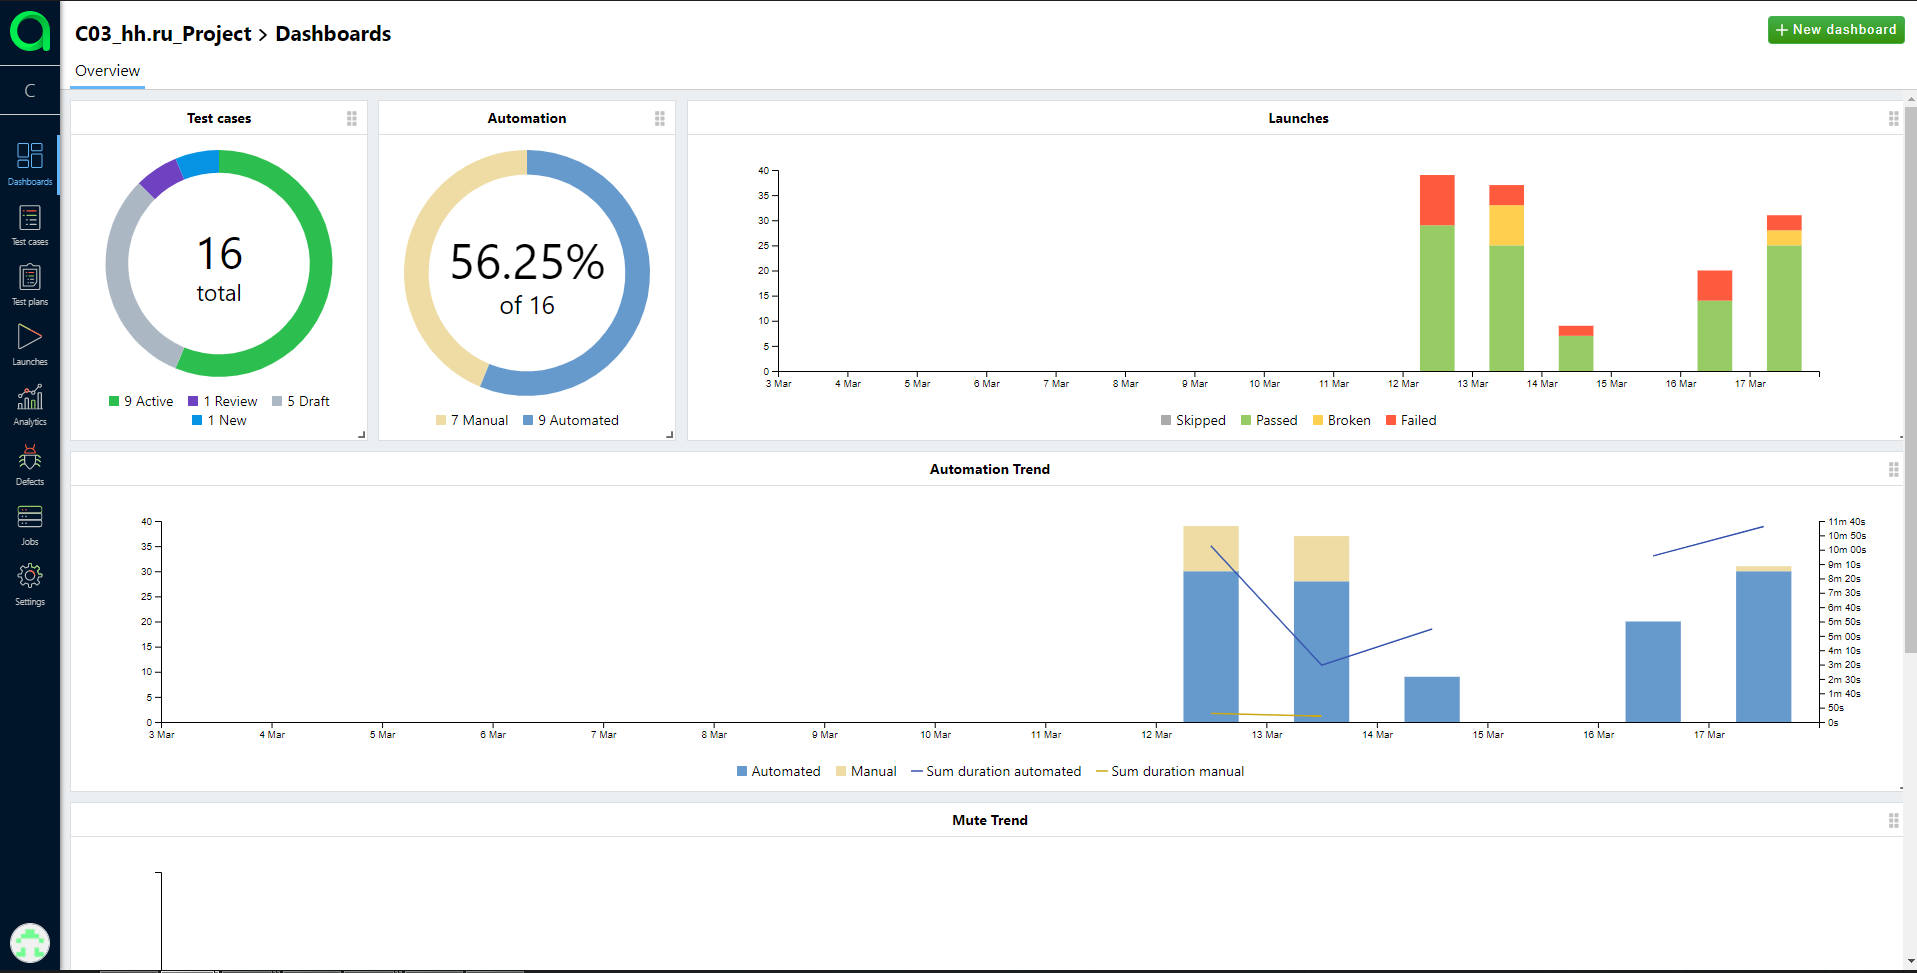 C03_hh.ru_Project > Dashboards
+ New dashboard
Overview
C
Dashboards
Test cases
Test plans
Launches
Analytics
Defects
Jobs
Settings
Test cases
16
total
9 Active 1 Review 5 Draft
1 New
Automation
56.25%
of 16
7 Manual 9 Automated
Launches
40
35
30
25
20
15
10
5
0
3 Mar 4 Mar 5 Mar 6 Mar 7 Mar 8 Mar 9 Mar 10 Mar 11 Mar 12 Mar 13 Mar 14 Mar 15 Mar 16 Mar 17 Mar
Skipped Passed Broken Failed
Automation Trend
40
35
30
25
20
15
10
5
0
11m 40s
10m 50s
10m 00s
9m 10s
8m 20s
7m 30s
6m 40s
5m 50s
5m 00s
4m 10s
3m 20s
2m 30s
1m 40s
50s
0s
3 Mar 4 Mar 5 Mar 6 Mar 7 Mar 8 Mar 9 Mar 10 Mar 11 Mar 12 Mar 13 Mar 14 Mar 15 Mar 16 Mar 17 Mar
Automated Manual Sum duration automated Sum duration manual
Mute Trend